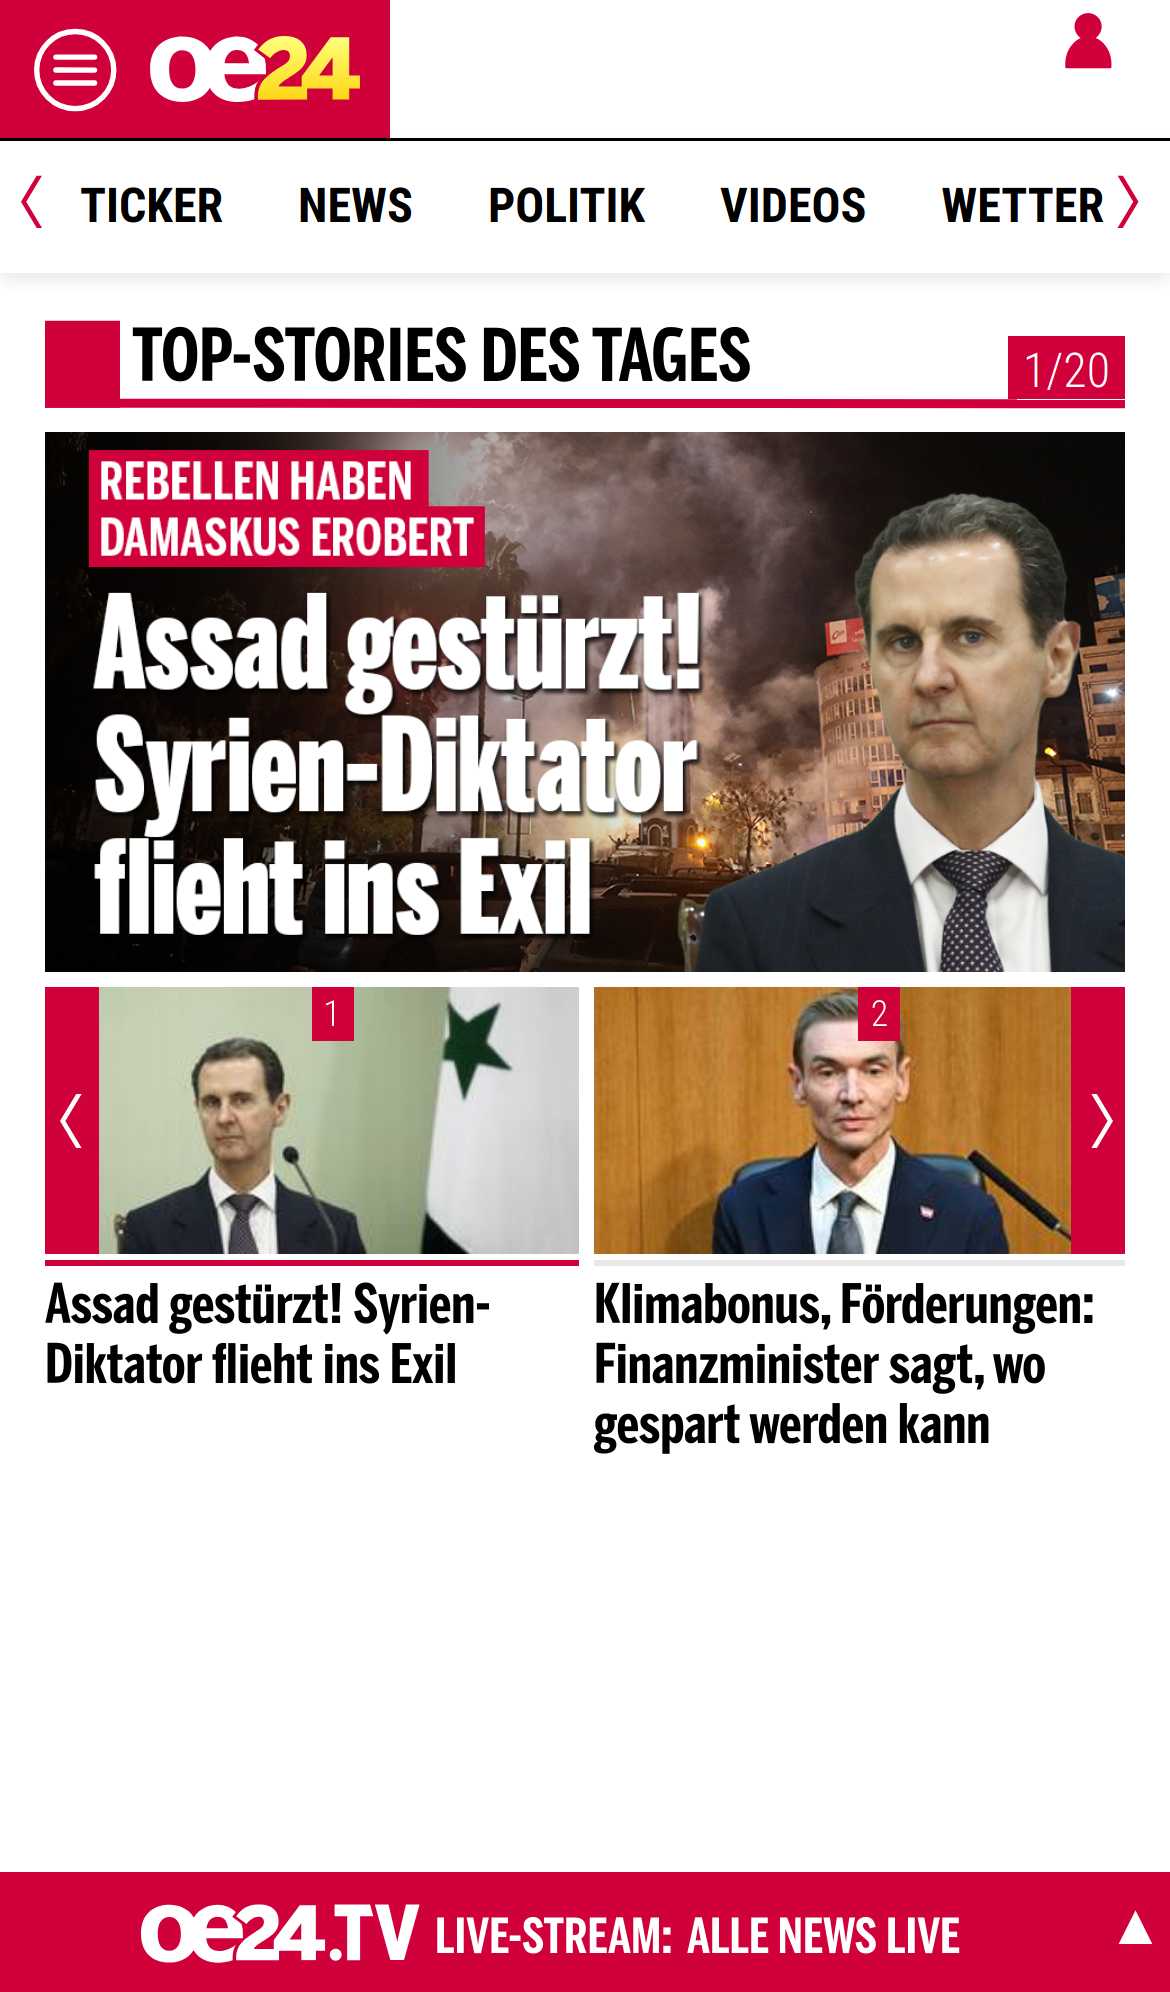 oe24
TICKER
NEWS
POLITIK
VIDEOS
WETTER
TOP-STORIES DES TAGES
1/20
REBELLEN HABEN
DAMASKUS EROBERT
Assad gestürzt!
Syrien-Diktator
flieht ins Exil
1
2
Assad gestürzt! Syrien-
Diktator flieht ins Exil
Klimabonus, Förderungen:
Finanzminister sagt, wo
gespart werden kann
oe24.TV LIVE-STREAM: ALLE NEWS LIVE